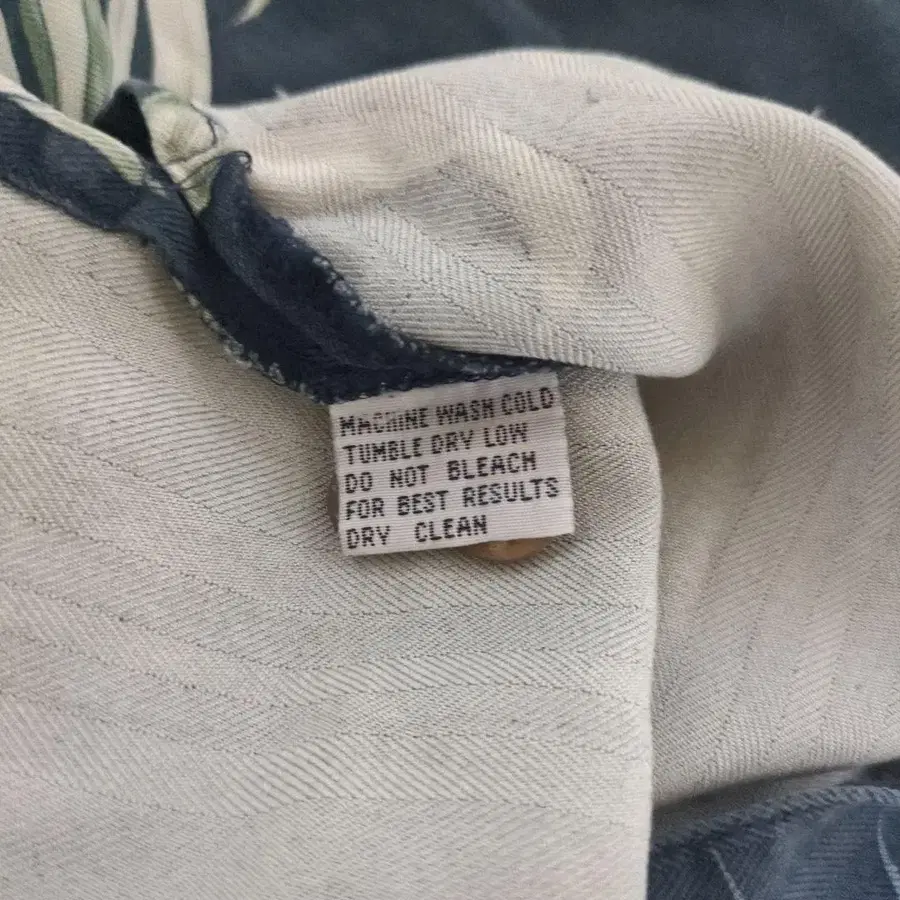 MACHINE WASH COLD
TUMBLE DRY LOW
DO NOT BLEACH
FOR BEST RESULTS
DRY CLEAN